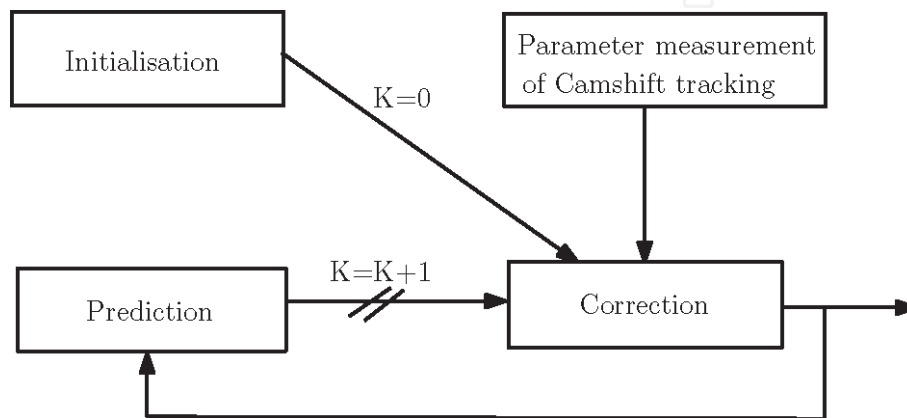 Initialisation
Parameter measurement
of Camshift tracking
K=0
K=K+1
Prediction
Correction